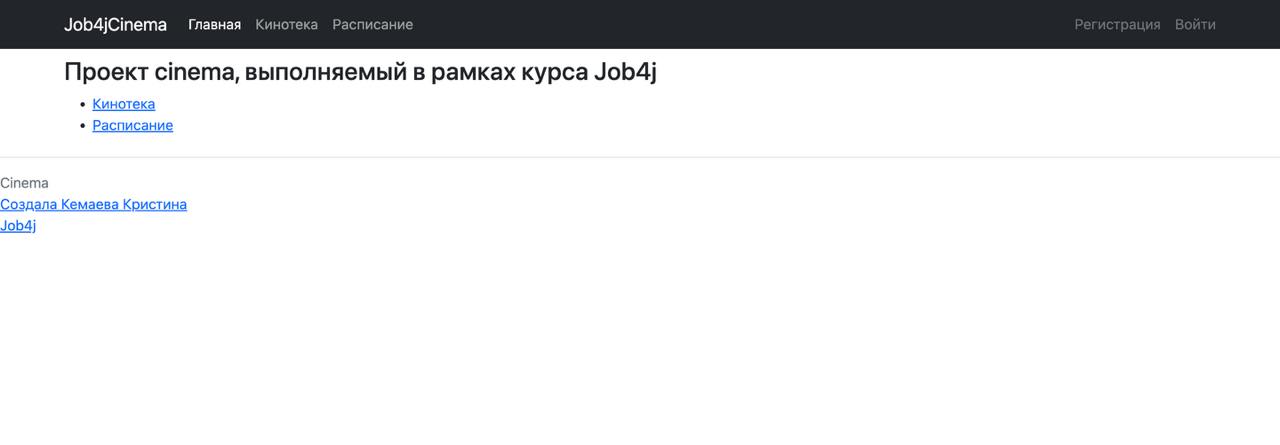 Job4jCinema Главная Кинотека Расписание Регистрация Войти
Проект cinema, выполняемый в рамках курса Job4j
• Кинотека
• Расписание
Cinema
Создала Кемаева Кристина
Job4j